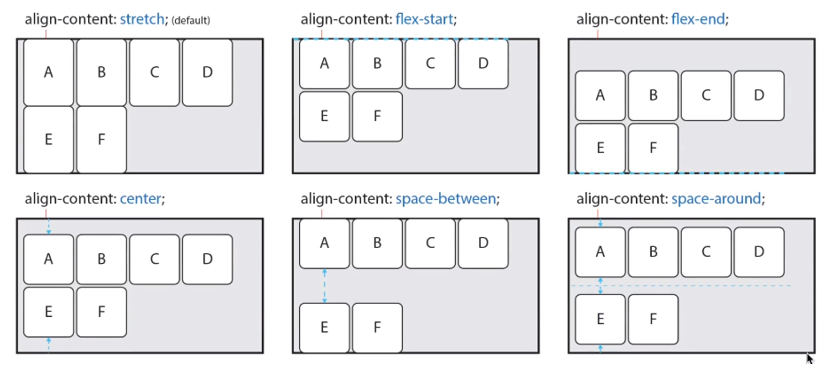 align-content: stretch; (default)
A B C D
E F
align-content: flex-start;
A B C D
E F
align-content: flex-end;
A B C D
E F
align-content: center;
A B C D
E F
align-content: space-between;
A B C D
E F
align-content: space-around;
A B C D
E F